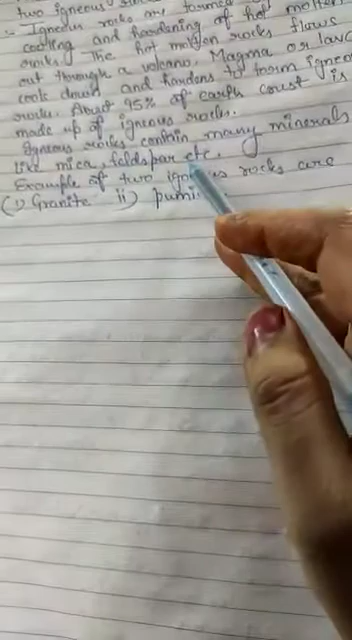 two igneous
:- Igneous rocks are formed
cooling and hardening of hot molten
rocks. The hot molten rocks flows
out through a volcano. Magma or lava
cools down and hardens to form igneous
rocks. About 95% of earth crust is
made up of igneous rocks.
Igneous rocks contain many minerals
like mica, feldspar etc.
Example of two igneous rocks are
(i) Granite ii) pumi